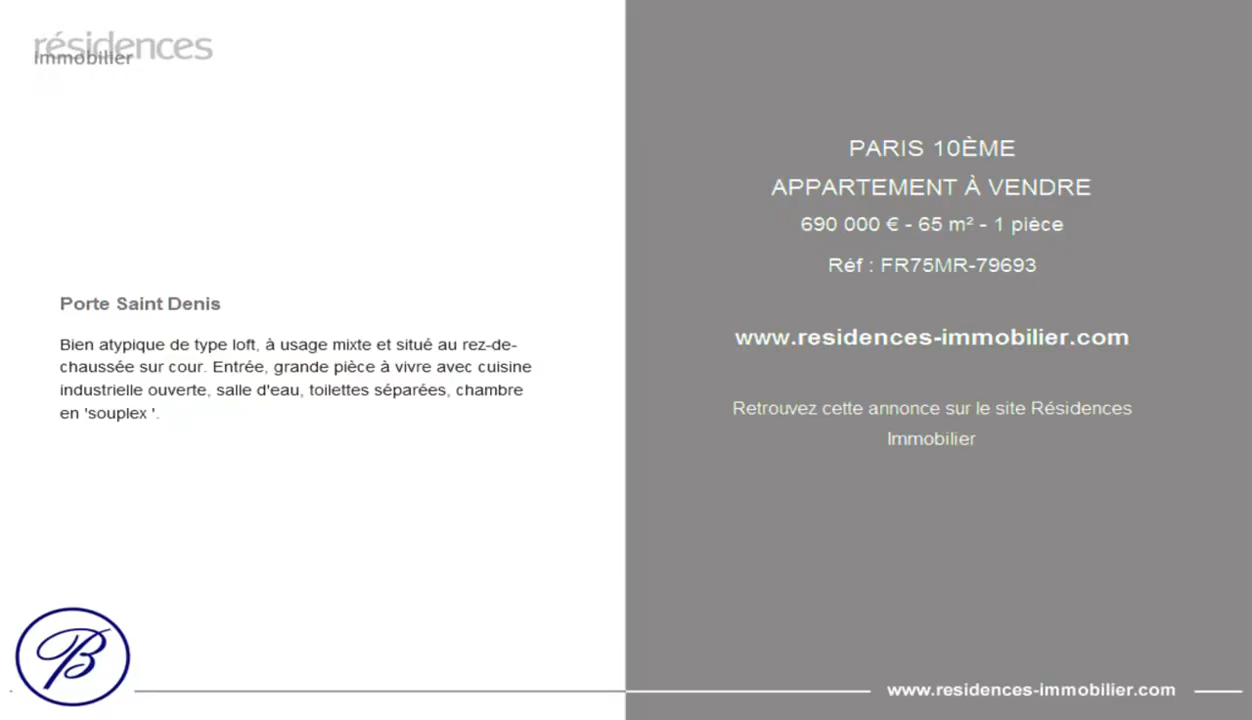 résidences
immobilier
Porte Saint Denis
Bien atypique de type loft, à usage mixte et situé au rez-de-
chaussée sur cour. Entrée, grande pièce à vivre avec cuisine
industrielle ouverte, salle d'eau, toilettes séparées, chambre
en 'souplex '.
B
PARIS 10ÈME
APPARTEMENT À VENDRE
690 000 € - 65 m² - 1 pièce
Réf : FR75MR-79693
www.residences-immobilier.com
Retrouvez cette annonce sur le site Résidences
Immobilier
www.residences-immobilier.com